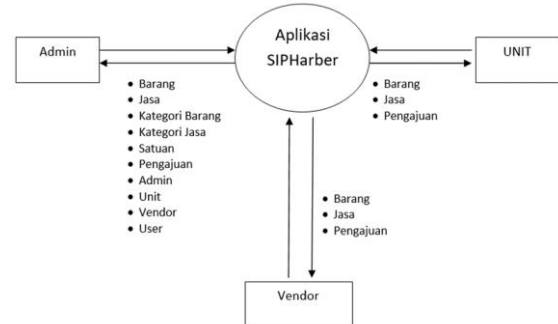 Aplikasi
SIPHarber
Admin
UNIT
• Barang
• Jasa
• Kategori Barang
• Kategori Jasa
• Satuan
• Pengajuan
• Admin
• Unit
• Vendor
• User
• Barang
• Jasa
• Pengajuan
• Barang
• Jasa
• Pengajuan
Vendor